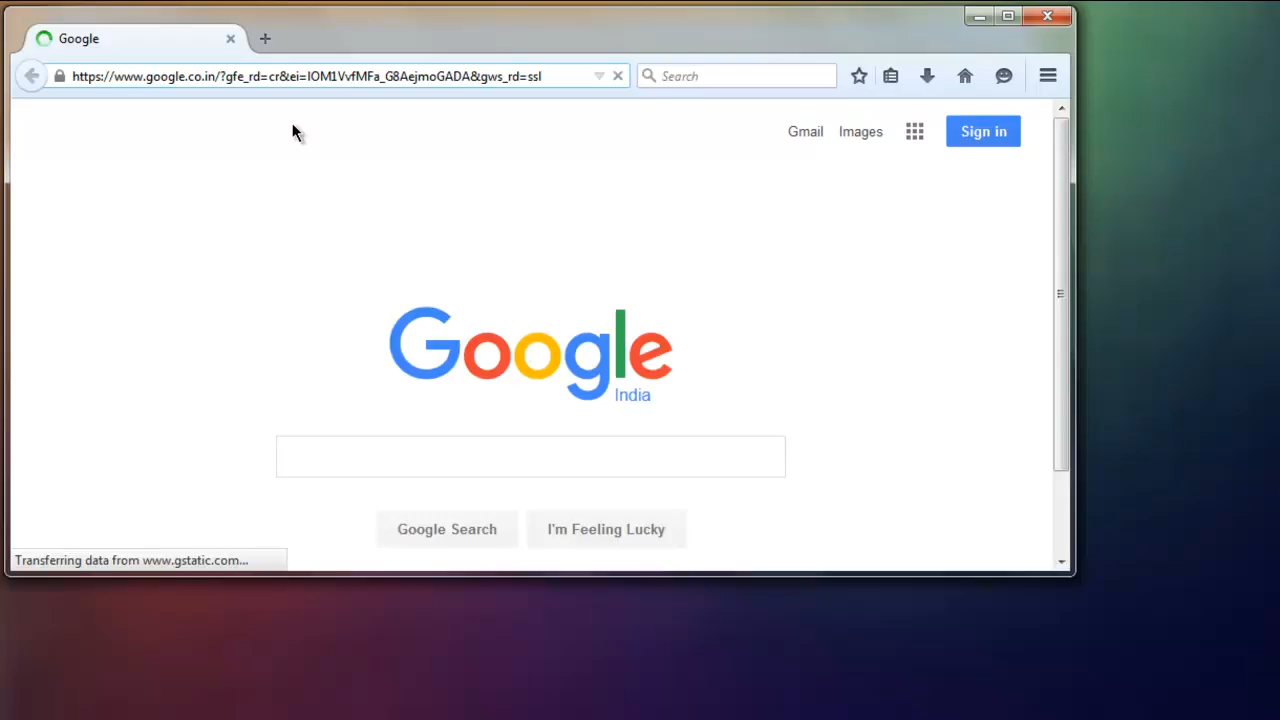 Google
https://www.google.co.in/?gfe_rd=cr&ei=IOM1VvfMFa_G8AejmoGADA&gws_rd=ssl
Search
Gmail Images Sign in
Google
India
Google Search I'm Feeling Lucky
Transferring data from www.gstatic.com...